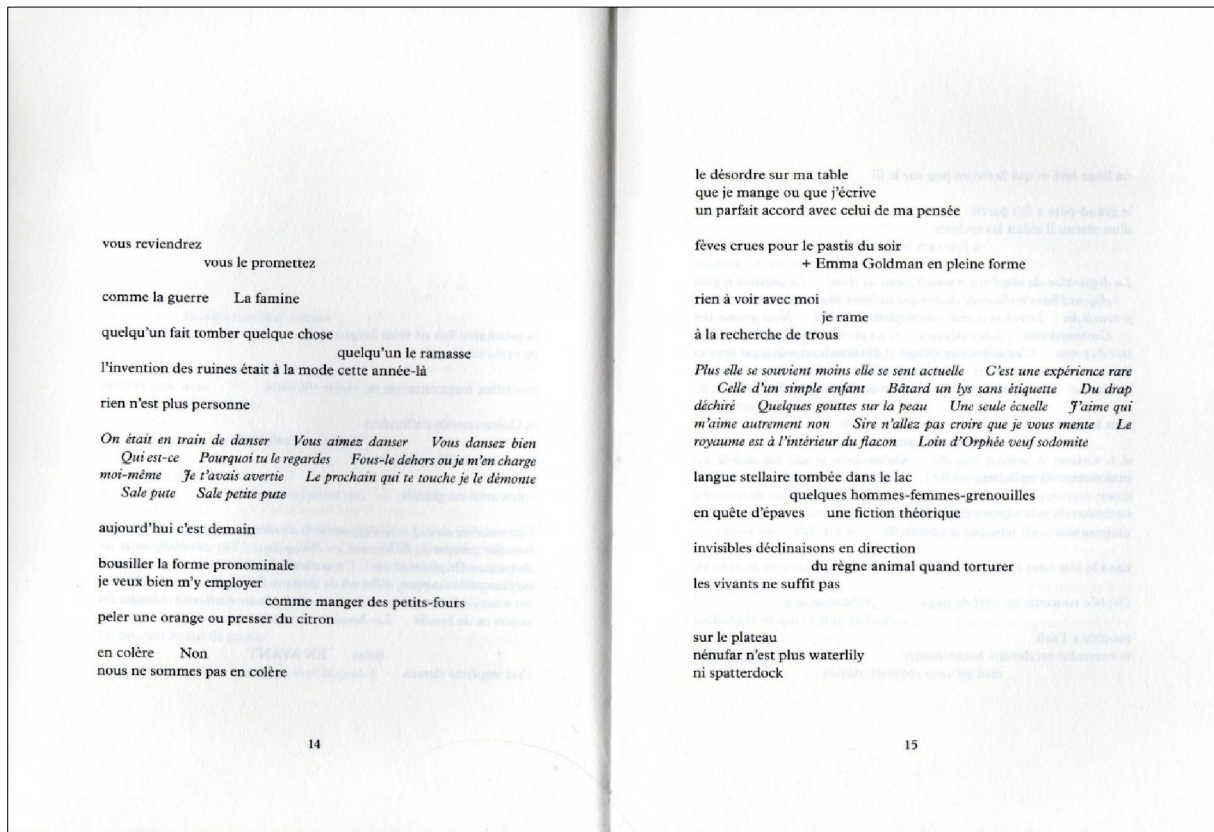 vous reviendrez
vous le promettez
comme la guerre La famine
quelqu'un fait tomber quelque chose
quelqu'un le ramasse
l'invention des ruines était à la mode cette année-là
rien n'est plus personne
On était en train de danser Vous aimez danser Vous dansez bien
Qui est-ce Pourquoi tu le regardes Fous-le dehors ou je m'en charge
moi-même Je t'avais avertie Le prochain qui te touche je le démonte
Sale pute Sale petite pute
aujourd'hui c'est demain
bousiller la forme pronominale
je veux bien m'y employer
comme manger des petits-fours
peler une orange ou presser du citron
en colère Non
nous ne sommes pas en colère
14
le désordre sur ma table
que je mange ou que j'écrive
un parfait accord avec celui de ma pensée
fèves crues pour le pastis du soir
+ Emma Goldman en pleine forme
rien à voir avec moi
je rame
à la recherche de trous
Plus elle se souvient moins elle se sent actuelle C'est une expérience rare
Celle d'un simple enfant Bâtard un lys sans étiquette Du drap
déchiré Quelques gouttes sur la peau Une seule écuelle J'aime qui
m'aime autrement non Sire n'allez pas croire que je vous mente Le
royaume est à l'intérieur du flacon Loin d'Orphée veuf sodomite
langue stellaire tombée dans le lac
quelques hommes-femmes-grenouilles
en quête d'épaves une fiction théorique
invisibles déclinaisons en direction
du règne animal quand torturer
les vivants ne suffit pas
sur le plateau
nénufar n'est plus waterlily
ni spatterdock
15